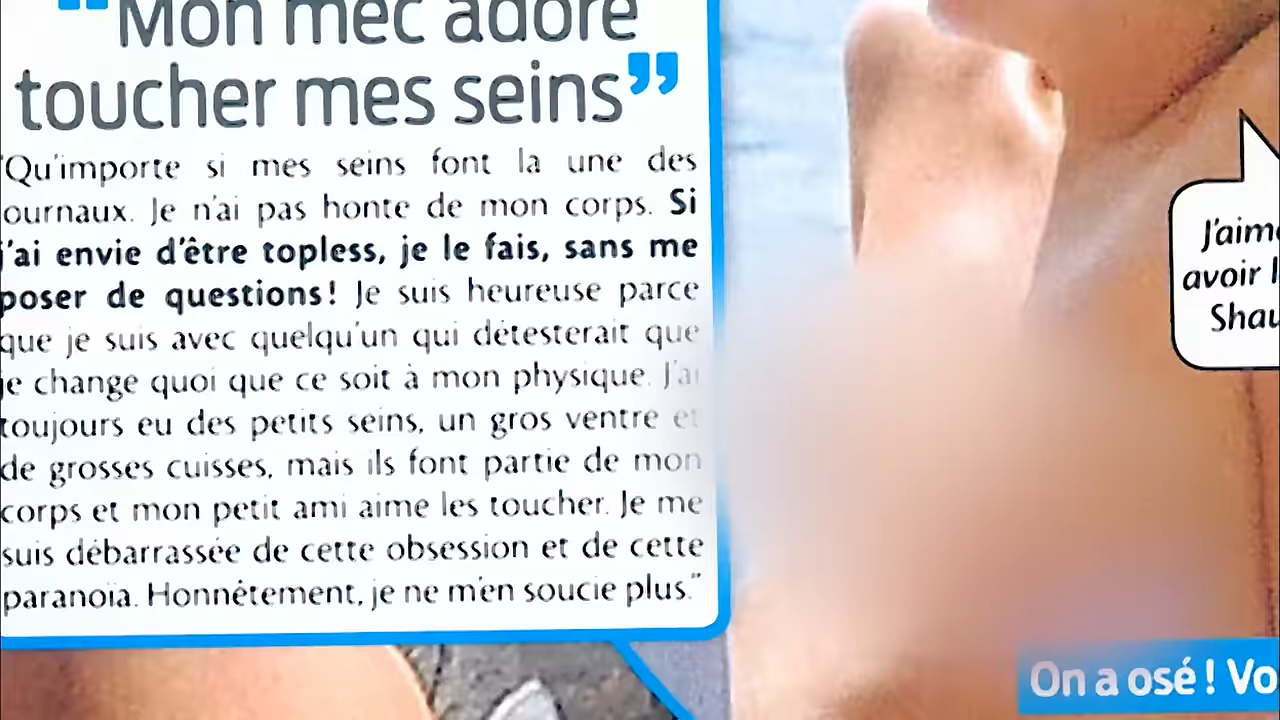 "Mon mec adore
toucher mes seins"
"Qu'importe si mes seins font la une des
ournaux. Je n'ai pas honte de mon corps. Si
j'ai envie d'être topless, je le fais, sans me
poser de questions! Je suis heureuse parce
que je suis avec quelqu'un qui détesterait que
je change quoi que ce soit à mon physique. J'ai
toujours eu des petits seins, un gros ventre et
de grosses cuisses, mais ils font partie de mon
corps et mon petit ami aime les toucher. Je me
suis débarrassée de cette obsession et de cette
paranoïa. Honnêtement, je ne m'en soucie plus."
J'aime
avoir l
Shau
On a osé! Vo